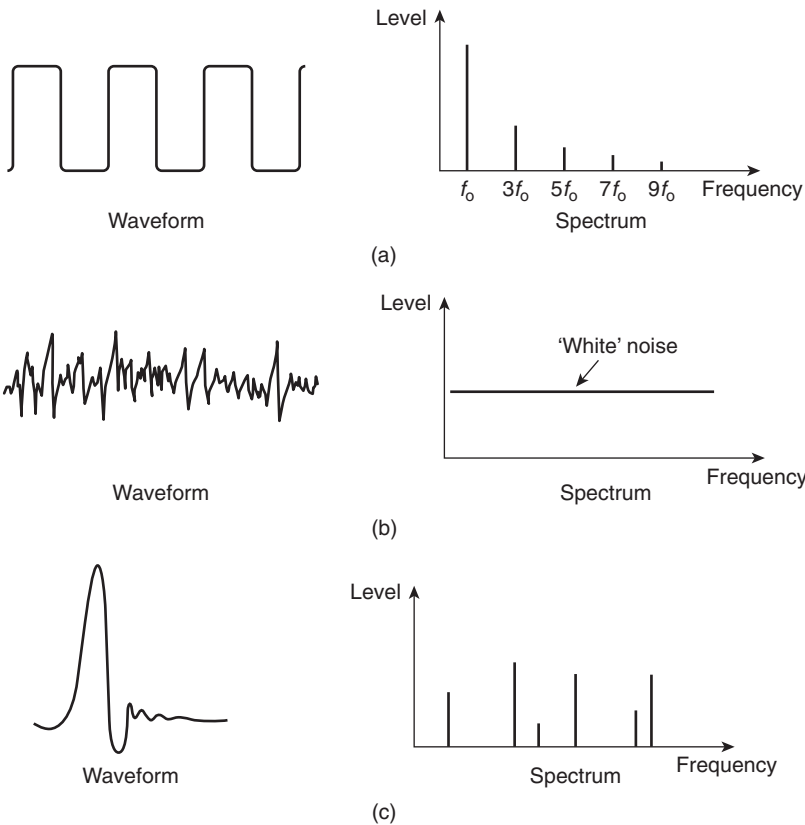 Level
f₀ 3f₀ 5f₀ 7f₀ 9f₀ Frequency
Waveform Spectrum
(a)
Level
‘White’ noise
Frequency
Waveform Spectrum
(b)
Level
Frequency
Waveform Spectrum
(c)